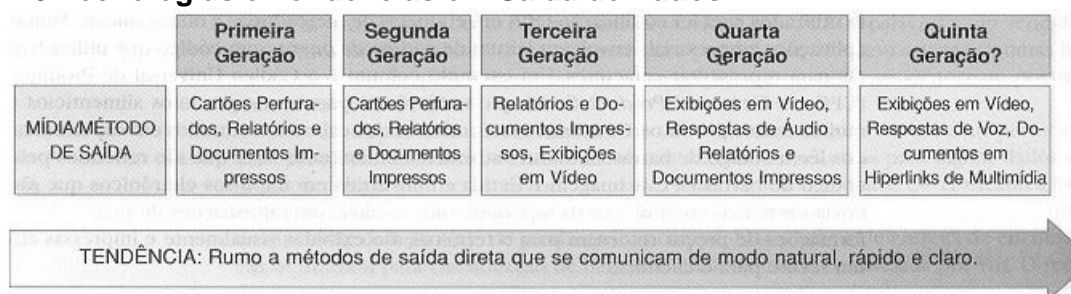 Primeira
Geração
Segunda
Geração
Terceira
Geração
Quarta
Geração
Quinta
Geração?
MÍDIA/MÉTODO
DE SAÍDA
Cartões Perfura-
dos, Relatórios e
Documentos Im-
pressos
Cartões Perfura-
dos, Relatórios
e Documentos
Impressos
Relatórios e Do-
cumentos Impres-
sos, Exibições
em Vídeo
Exibições em Vídeo,
Respostas de Áudio
Relatórios e
Documentos Impressos
Exibições em Vídeo,
Respostas de Voz, Do-
cumentos em
Hiperlinks de Multimídia
TENDÊNCIA: Rumo a métodos de saída direta que se comunicam de modo natural, rápido e claro.